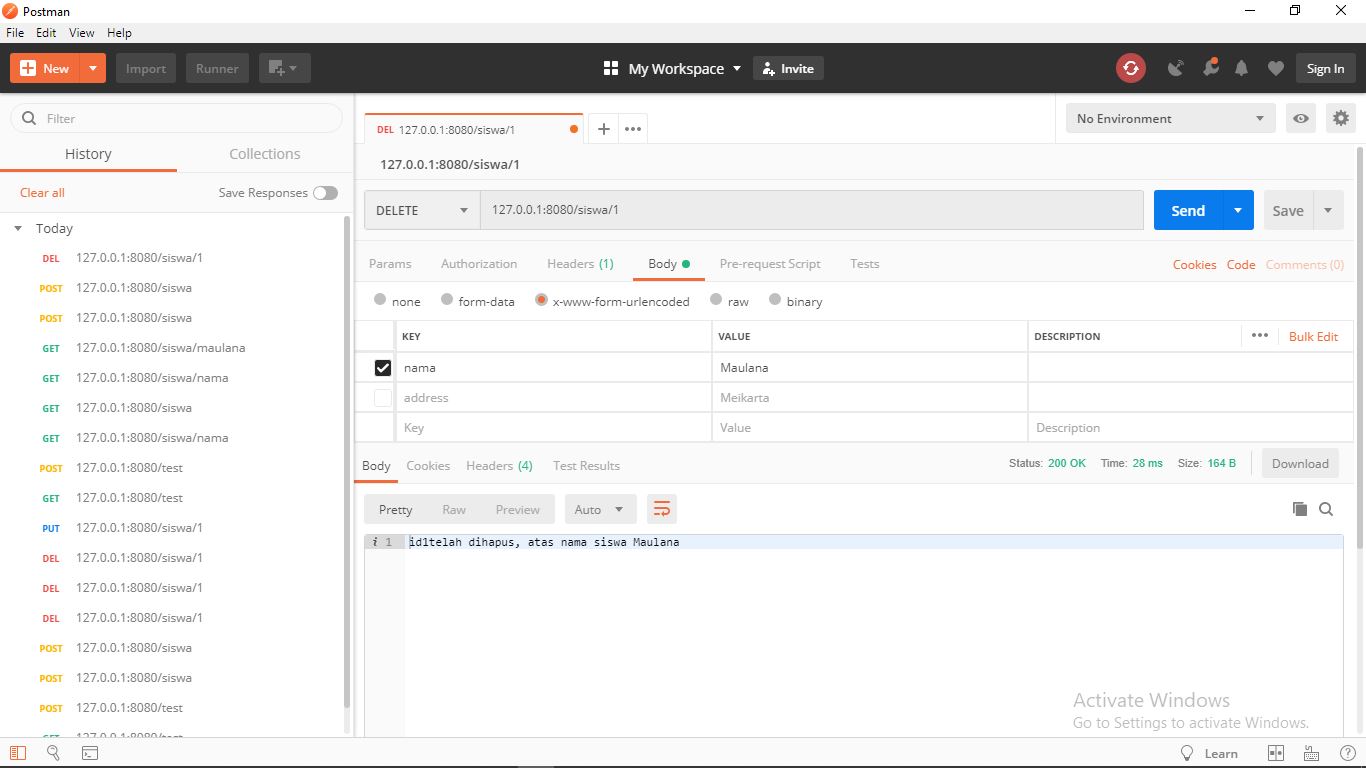 Postman
File Edit View Help
New Import Runner My Workspace Invite Sign In
Filter
History Collections
Clear all Save Responses
Today
DEL 127.0.0.1:8080/siswa/1
POST 127.0.0.1:8080/siswa
POST 127.0.0.1:8080/siswa
GET 127.0.0.1:8080/siswa/maulana
GET 127.0.0.1:8080/siswa/nama
GET 127.0.0.1:8080/siswa
GET 127.0.0.1:8080/siswa/nama
POST 127.0.0.1:8080/test
GET 127.0.0.1:8080/test
PUT 127.0.0.1:8080/siswa/1
DEL 127.0.0.1:8080/siswa/1
DEL 127.0.0.1:8080/siswa/1
DEL 127.0.0.1:8080/siswa/1
POST 127.0.0.1:8080/siswa
POST 127.0.0.1:8080/siswa
POST 127.0.0.1:8080/test
DEL 127.0.0.1:8080/siswa/1
No Environment
127.0.0.1:8080/siswa/1
DELETE 127.0.0.1:8080/siswa/1 Send Save
Params Authorization Headers (1) Body Pre-request Script Tests Cookies Code Comments (0)
none form-data x-www-form-urlencoded raw binary
KEY VALUE DESCRIPTION Bulk Edit
nama Maulana
address Meikarta
Key Value Description
Body Cookies Headers (4) Test Results Status: 200 OK Time: 28 ms Size: 164 B Download
Pretty Raw Preview Auto
i 1 id1telah dihapus, atas nama siswa Maulana
Activate Windows
Go to Settings to activate Windows.
Learn